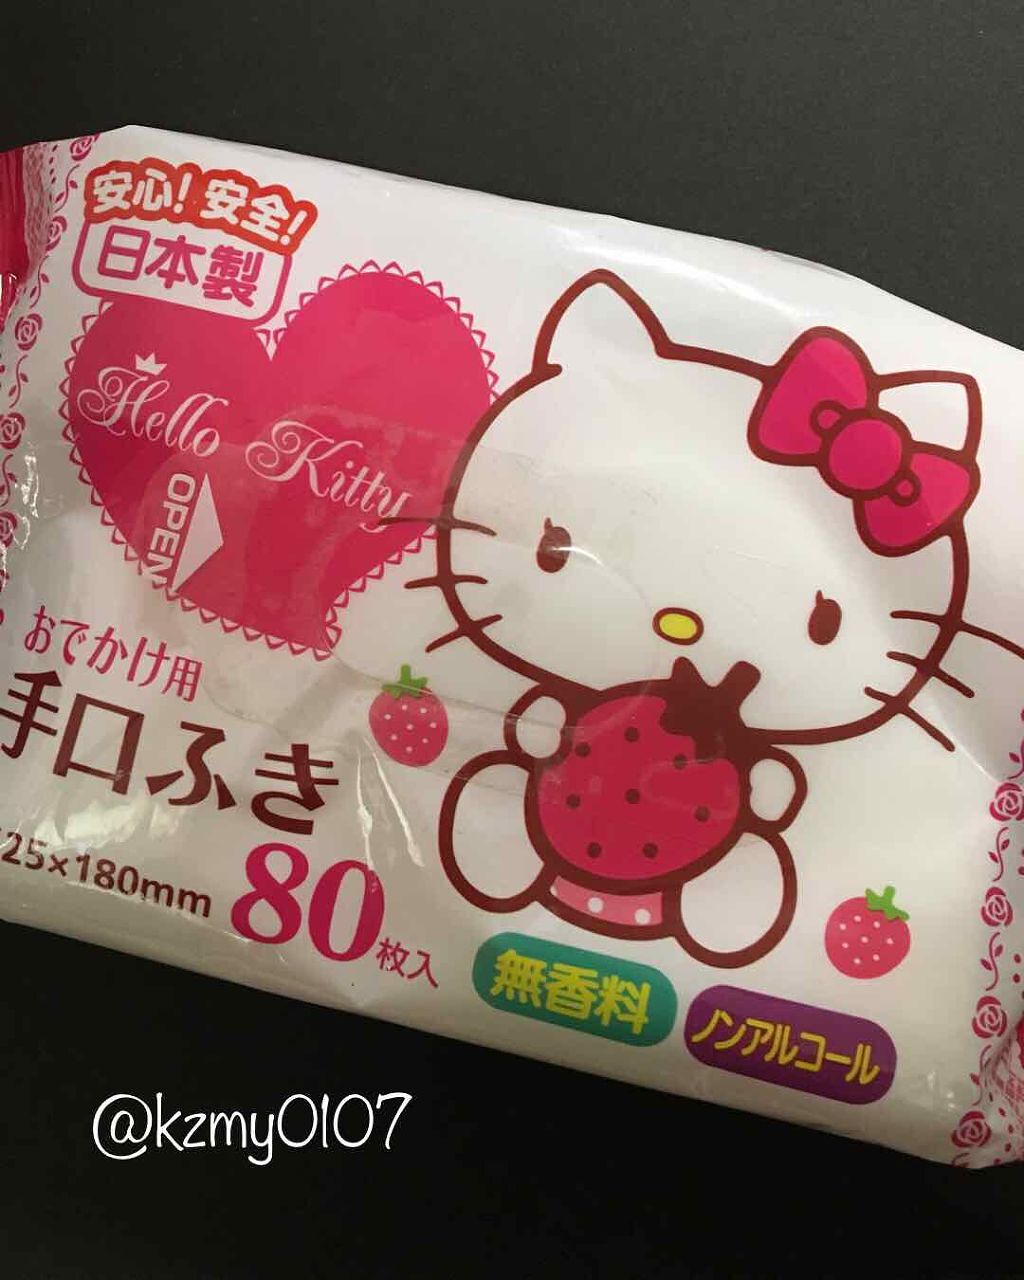 安心! 安全!
日本製
Hello Kitty
OPEN
おでかけ用
手口ふき
25×180mm
80枚入
無香料
ノンアルコール
@kzmy0107